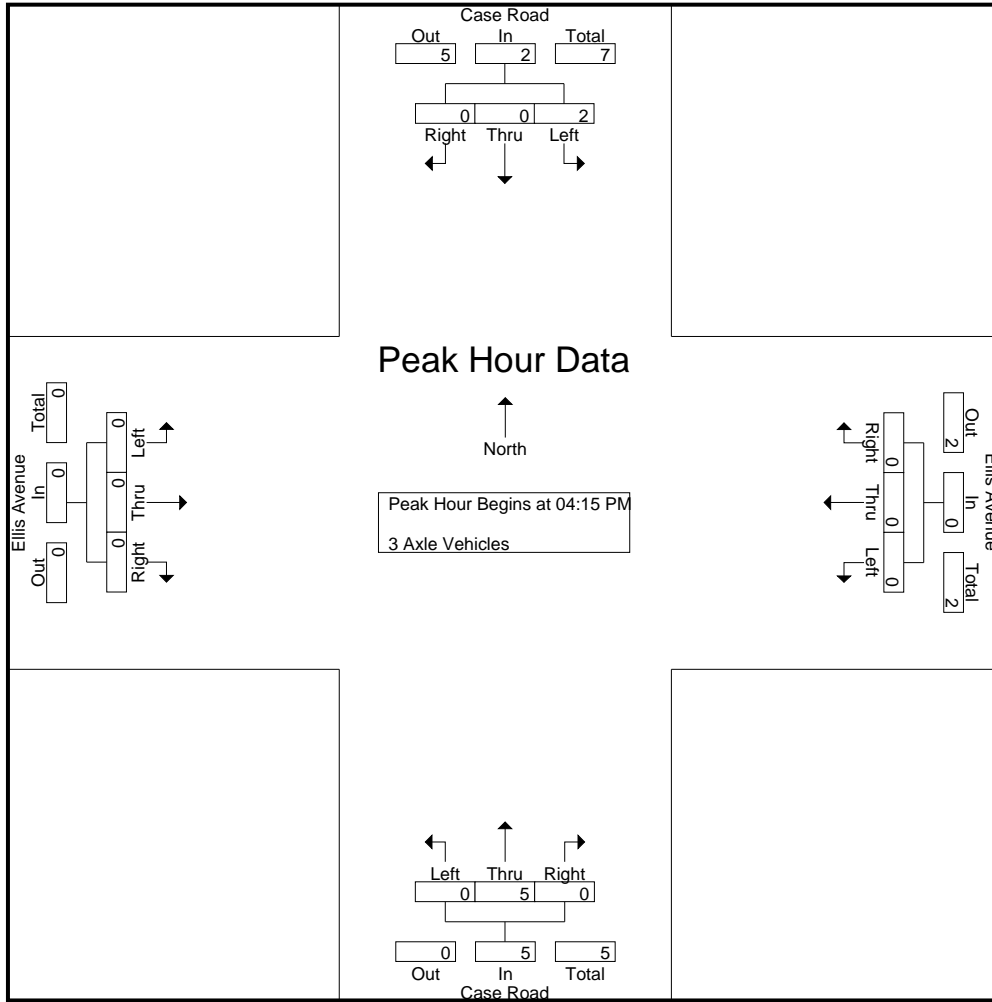 Case Road
Out In Total
5 2 7
0 0 2
Right Thru Left
Peak Hour Data
North
Peak Hour Begins at 04:15 PM
3 Axle Vehicles
Ellis Avenue
Total In Out
0 0 0
0 0 0
Left Thru Right
Right Thru Left
0 0 0
Out In Total
2 0 2
Ellis Avenue
Left Thru Right
0 5 0
0 5 5
Out In Total
Case Road